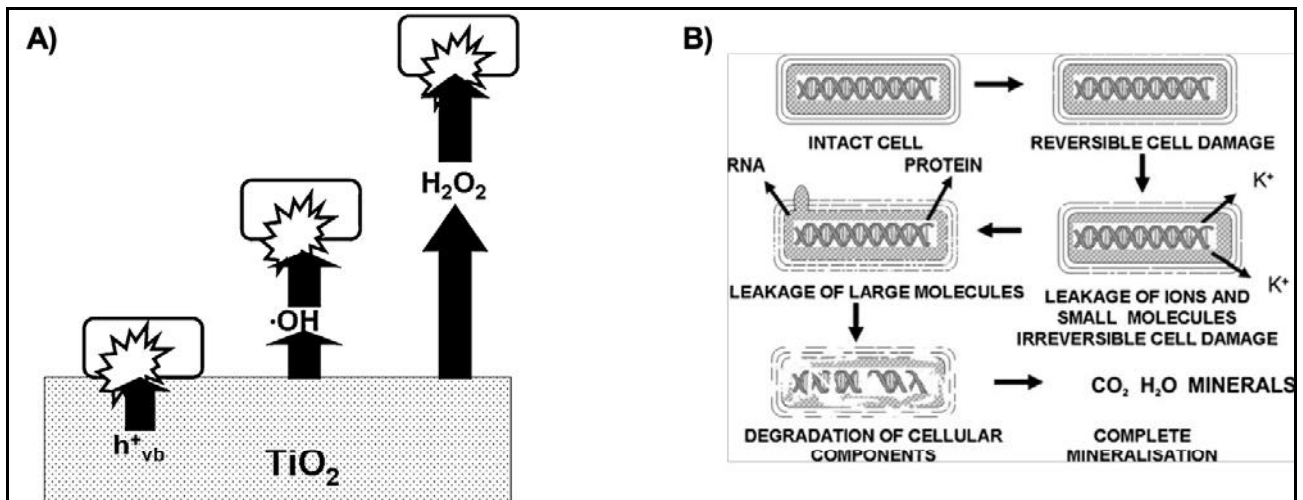 A)
H₂O₂
·OH
h⁺vb
TiO₂
B)
INTACT CELL
REVERSIBLE CELL DAMAGE
RNA
PROTEIN
K⁺
K⁺
LEAKAGE OF LARGE MOLECULES
LEAKAGE OF IONS AND
SMALL MOLECULES
IRREVERSIBLE CELL DAMAGE
CO₂ H₂O MINERALS
DEGRADATION OF CELLULAR
COMPONENTS
COMPLETE
MINERALISATION